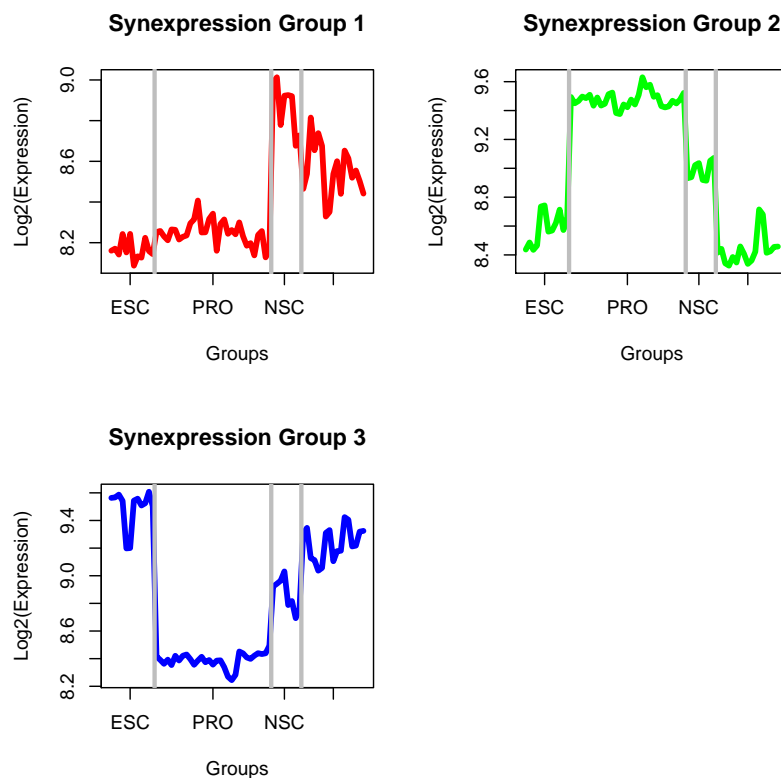 Synexpression Group 1
Log2(Expression)
9.0
8.6
8.2
ESC PRO NSC
Groups
Synexpression Group 2
Log2(Expression)
9.6
9.2
8.8
8.4
ESC PRO NSC
Groups
Synexpression Group 3
Log2(Expression)
9.4
9.0
8.6
8.2
ESC PRO NSC
Groups